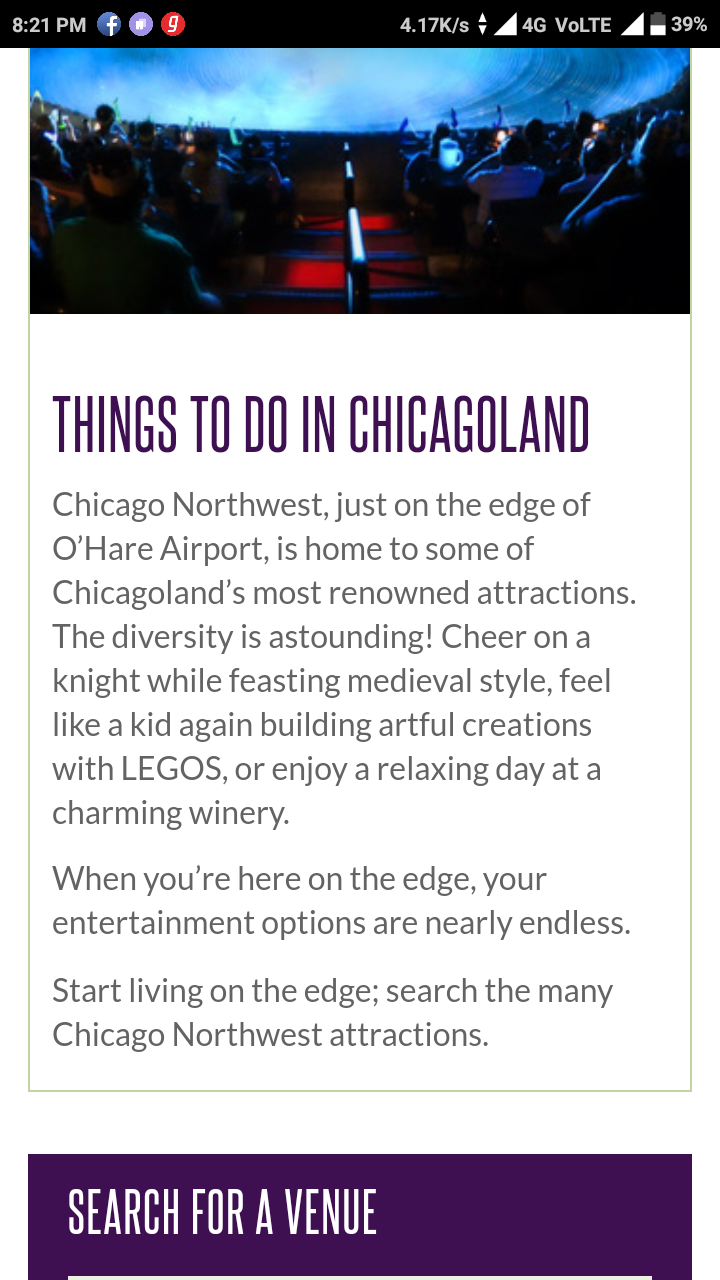 8:21 PM 4.17K/s 4G VoLTE 39%
THINGS TO DO IN CHICAGOLAND
Chicago Northwest, just on the edge of
O’Hare Airport, is home to some of
Chicagoland’s most renowned attractions.
The diversity is astounding! Cheer on a
knight while feasting medieval style, feel
like a kid again building artful creations
with LEGOS, or enjoy a relaxing day at a
charming winery.
When you’re here on the edge, your
entertainment options are nearly endless.
Start living on the edge; search the many
Chicago Northwest attractions.
SEARCH FOR A VENUE